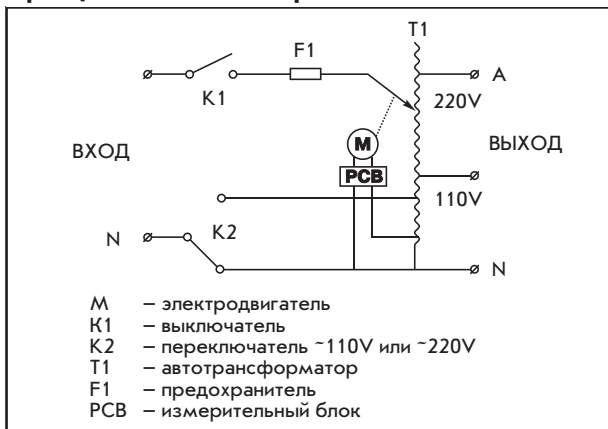 T1
F1
A
K1
220V
ВХОД
M
ВЫХОД
PCB
110V
N
K2
N
M – электродвигатель
K1 – выключатель
K2 – переключатель ~110V или ~220V
T1 – автотрансформатор
F1 – предохранитель
PCB – измерительный блок